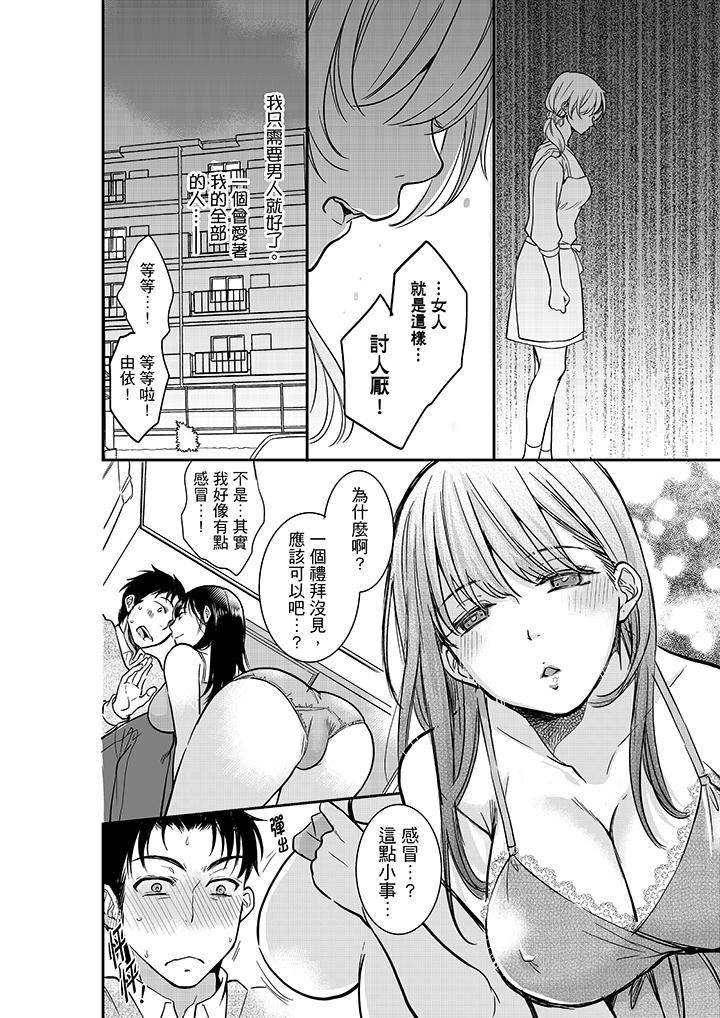 …女人
就是這樣…
討人厭！
我只需要男人就好了。
一個會愛著
我的全部
的人…
等等…！
等等啦！
由依！
為什麼啊？
一個禮拜沒見，
應該可以吧…？
不是…其實
我好像有點
感冒…！
感冒…？
這點小事…
彈出
怦
怦！